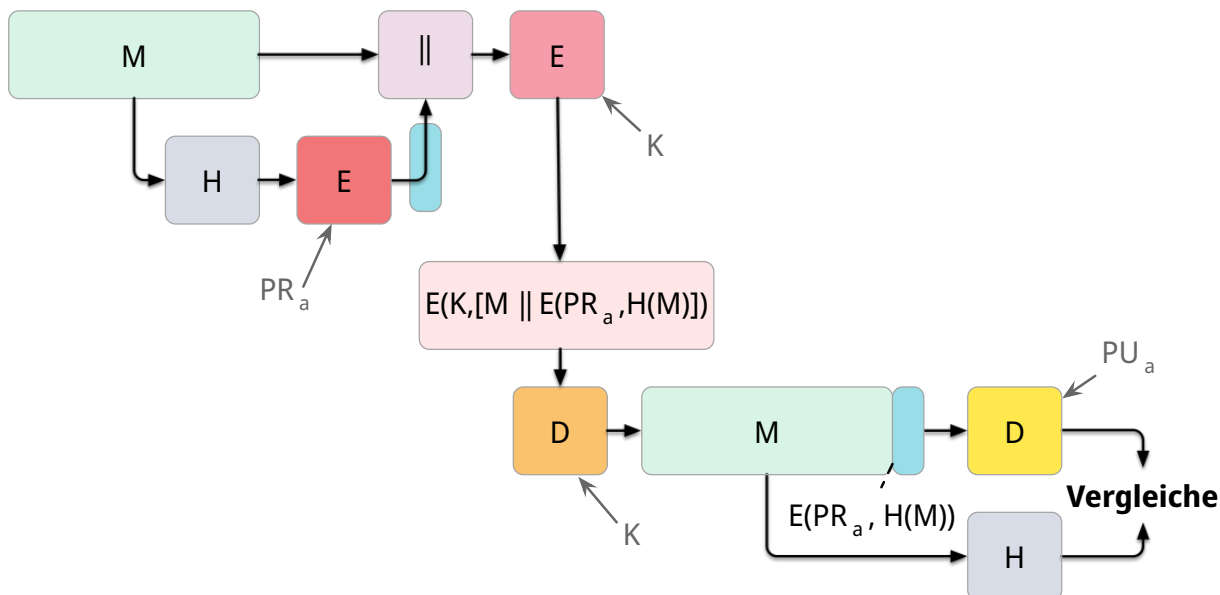 M
||
E
K
H
E
PR a
E(K,[M || E(PR a ,H(M)])
PU a
D
M
D
K
E(PR a , H(M))
Vergleiche
H